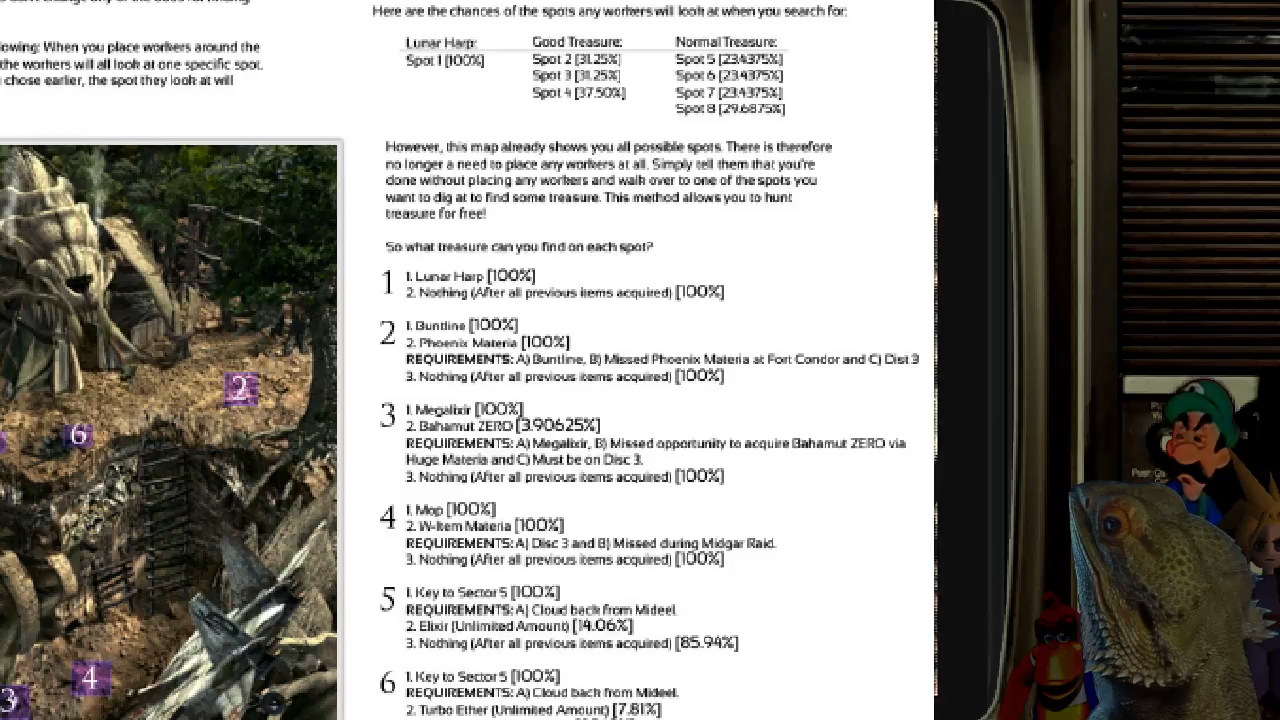 lowing: When you place workers around the
the workers will all look at one specific spot.
chose earlier, the spot they look at will
2
6
4
3
Here are the chances of the spots any workers will look at when you search for:
Lunar Harp: Good Treasure: Normal Treasure:
Spot 1 [100%] Spot 2 [31.25%] Spot 5 [23.4375%]
Spot 3 [31.25%] Spot 6 [23.4375%]
Spot 4 [37.50%] Spot 7 [23.4375%]
Spot 8 [29.6875%]
However, this map already shows you all possible spots. There is therefore
no longer a need to place any workers at all. Simply tell them that you're
done without placing any workers and walk over to one of the spots you
want to dig at to find some treasure. This method allows you to hunt
treasure for free!
So what treasure can you find on each spot?
1 1. Lunar Harp [100%]
2. Nothing (After all previous items acquired) [100%]
2 1. Buntline [100%]
2. Phoenix Materia [100%]
REQUIREMENTS: A) Buntline, B) Missed Phoenix Materia at Fort Condor and C) Dist 3
3. Nothing (After all previous items acquired) [100%]
3 1. Megalixir [100%]
2. Bahamut ZERO [3.90625%]
REQUIREMENTS: A) Megalixir, B) Missed opportunity to acquire Bahamut ZERO via
Huge Materia and C) Must be on Disc 3.
3. Nothing (After all previous items acquired) [100%]
4 1. Mop [100%]
2. W-Item Materia [100%]
REQUIREMENTS: A) Disc 3 and B) Missed during Midgar Raid.
3. Nothing (After all previous items acquired) [100%]
5 1. Key to Sector 5 [100%]
REQUIREMENTS: A) Cloud back from Mideel.
2. Elixir (Unlimited Amount) [14.06%]
3. Nothing (After all previous items acquired) [85.94%]
6 1. Key to Sector 5 [100%]
REQUIREMENTS: A) Cloud back from Mideel.
2. Turbo Ether (Unlimited Amount) [7.81%]